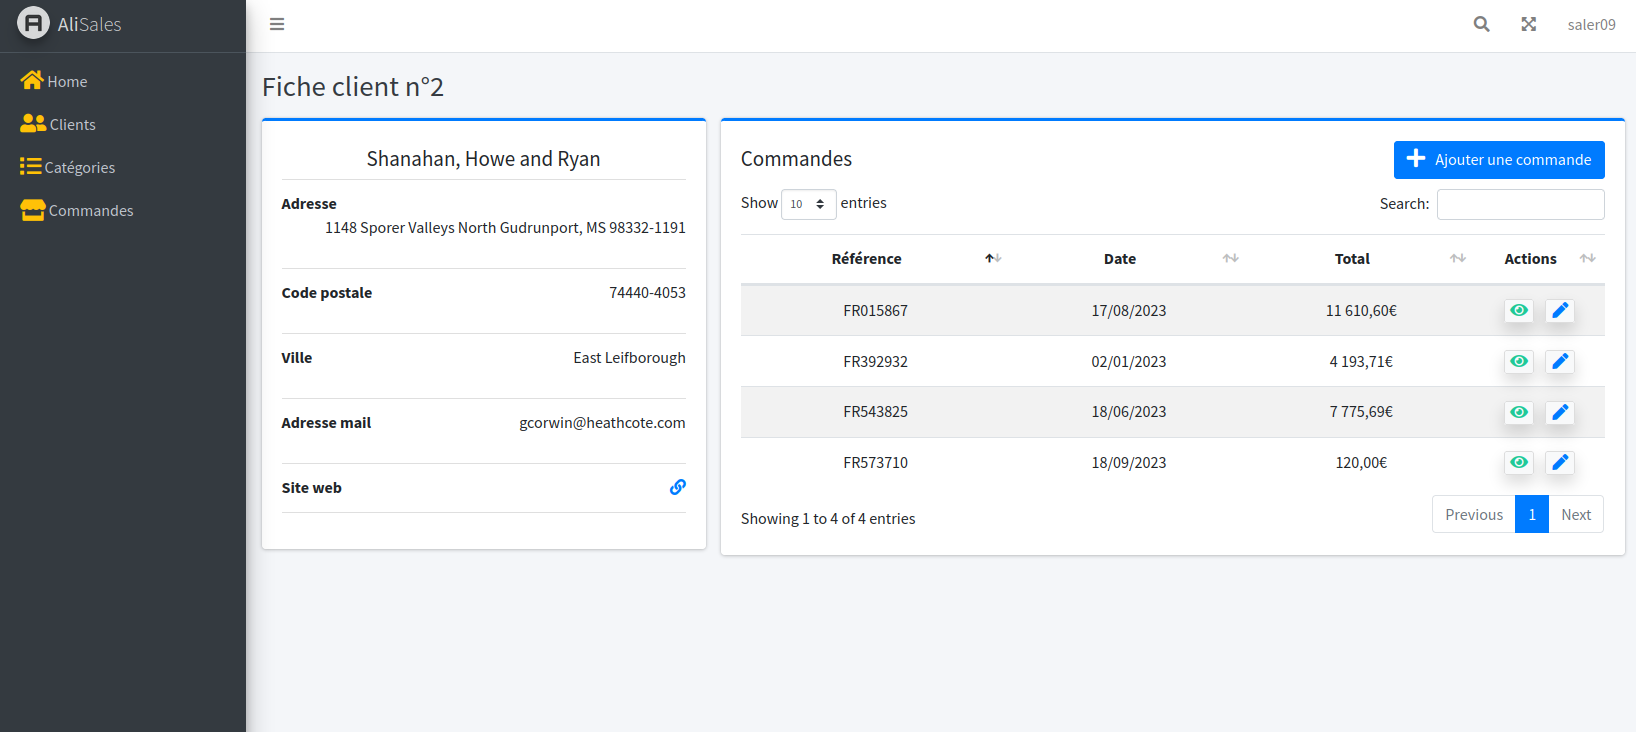 AliSales
saler09
Home
Clients
Catégories
Commandes
Fiche client n°2
Shanahan, Howe and Ryan
Adresse
1148 Sporer Valleys North Gudrunport, MS 98332-1191
Code postale 74440-4053
Ville East Leifborough
Adresse mail gcorwin@heathcote.com
Site web
Commandes Ajouter une commande
Show 10 entries Search:
Référence Date Total Actions
FR015867 17/08/2023 11 610,60€
FR392932 02/01/2023 4 193,71€
FR543825 18/06/2023 7 775,69€
FR573710 18/09/2023 120,00€
Showing 1 to 4 of 4 entries Previous 1 Next